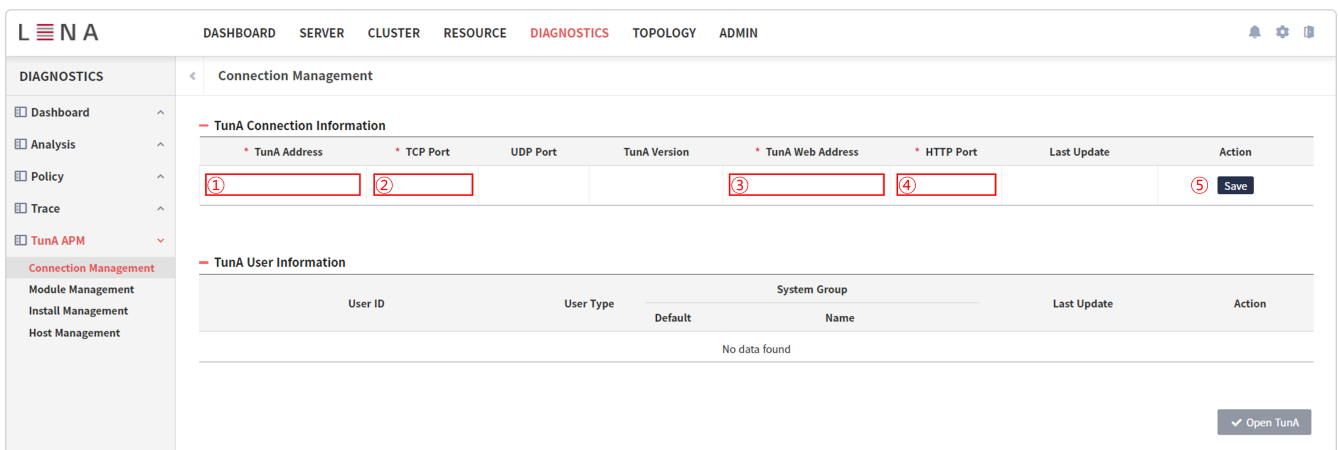 LENA
DASHBOARD SERVER CLUSTER RESOURCE DIAGNOSTICS TOPOLOGY ADMIN
DIAGNOSTICS
Dashboard
Analysis
Policy
Trace
TunA APM
Connection Management
Module Management
Install Management
Host Management
< Connection Management
TunA Connection Information
* TunA Address * TCP Port UDP Port TunA Version * TunA Web Address * HTTP Port Last Update Action
① ② ③ ④ ⑤ Save
TunA User Information
User ID User Type System Group Last Update Action
Default Name
No data found
Open TunA